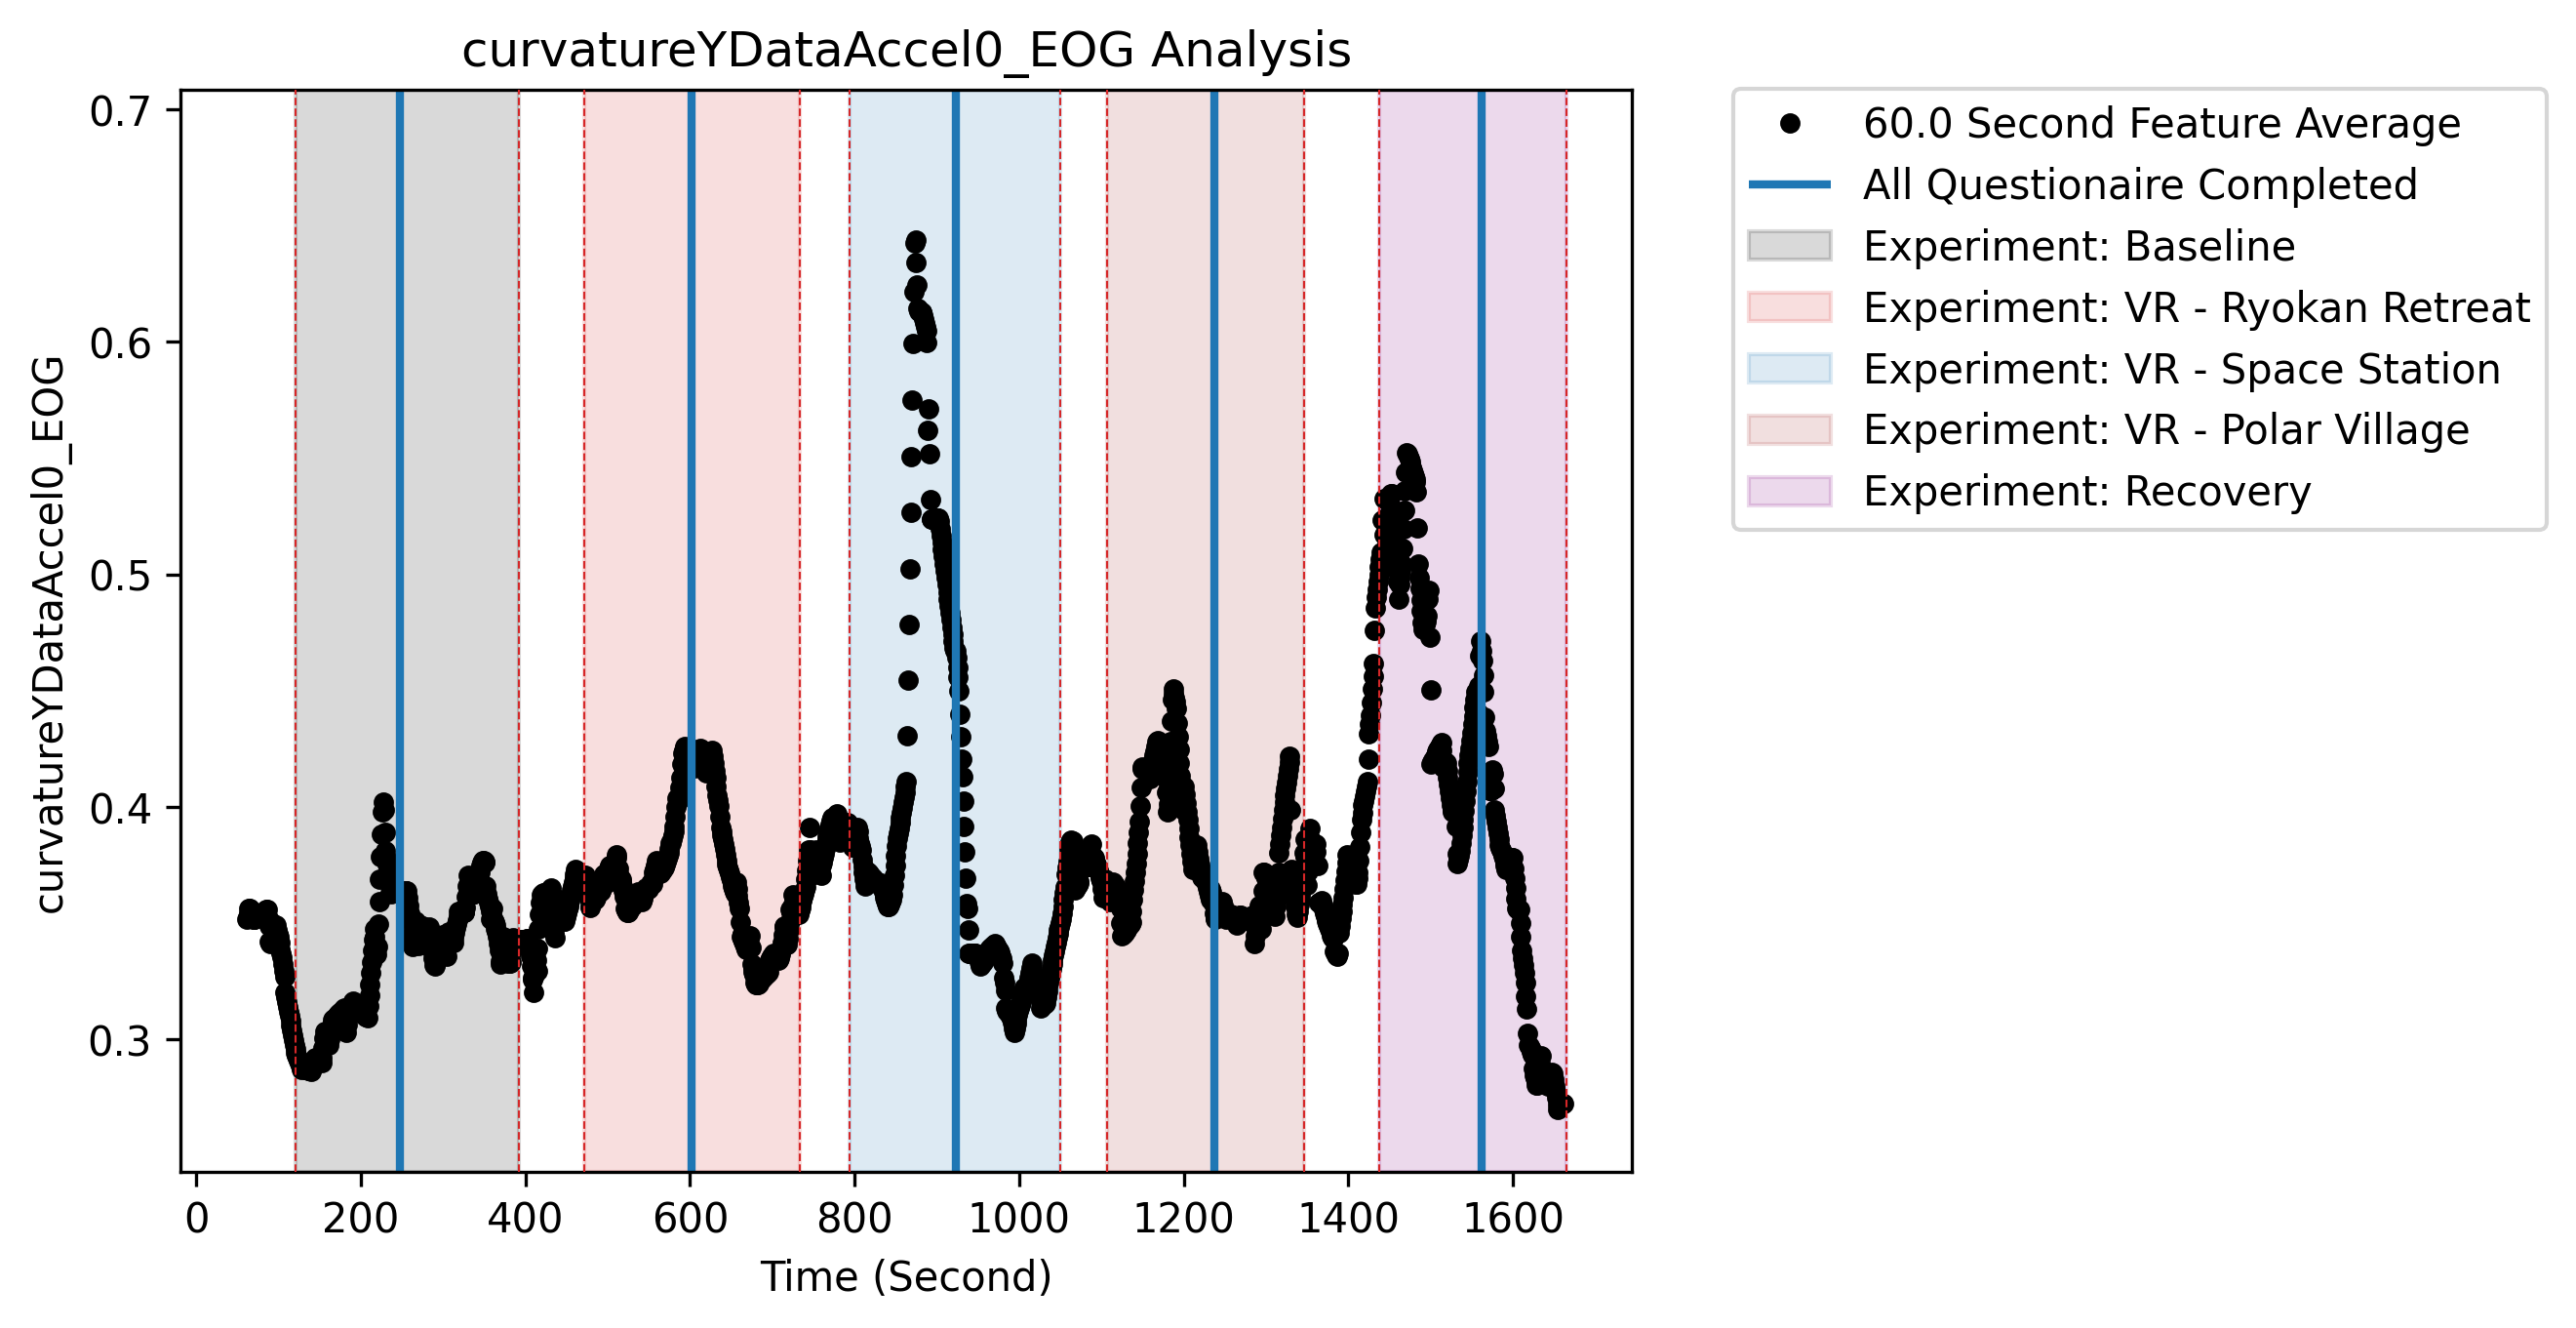 curvatureYDataAccel0_EOG Analysis
curvatureYDataAccel0_EOG
0.7
0.6
0.5
0.4
0.3
0 200 400 600 800 1000 1200 1400 1600
Time (Second)
60.0 Second Feature Average
All Questionaire Completed
Experiment: Baseline
Experiment: VR - Ryokan Retreat
Experiment: VR - Space Station
Experiment: VR - Polar Village
Experiment: Recovery